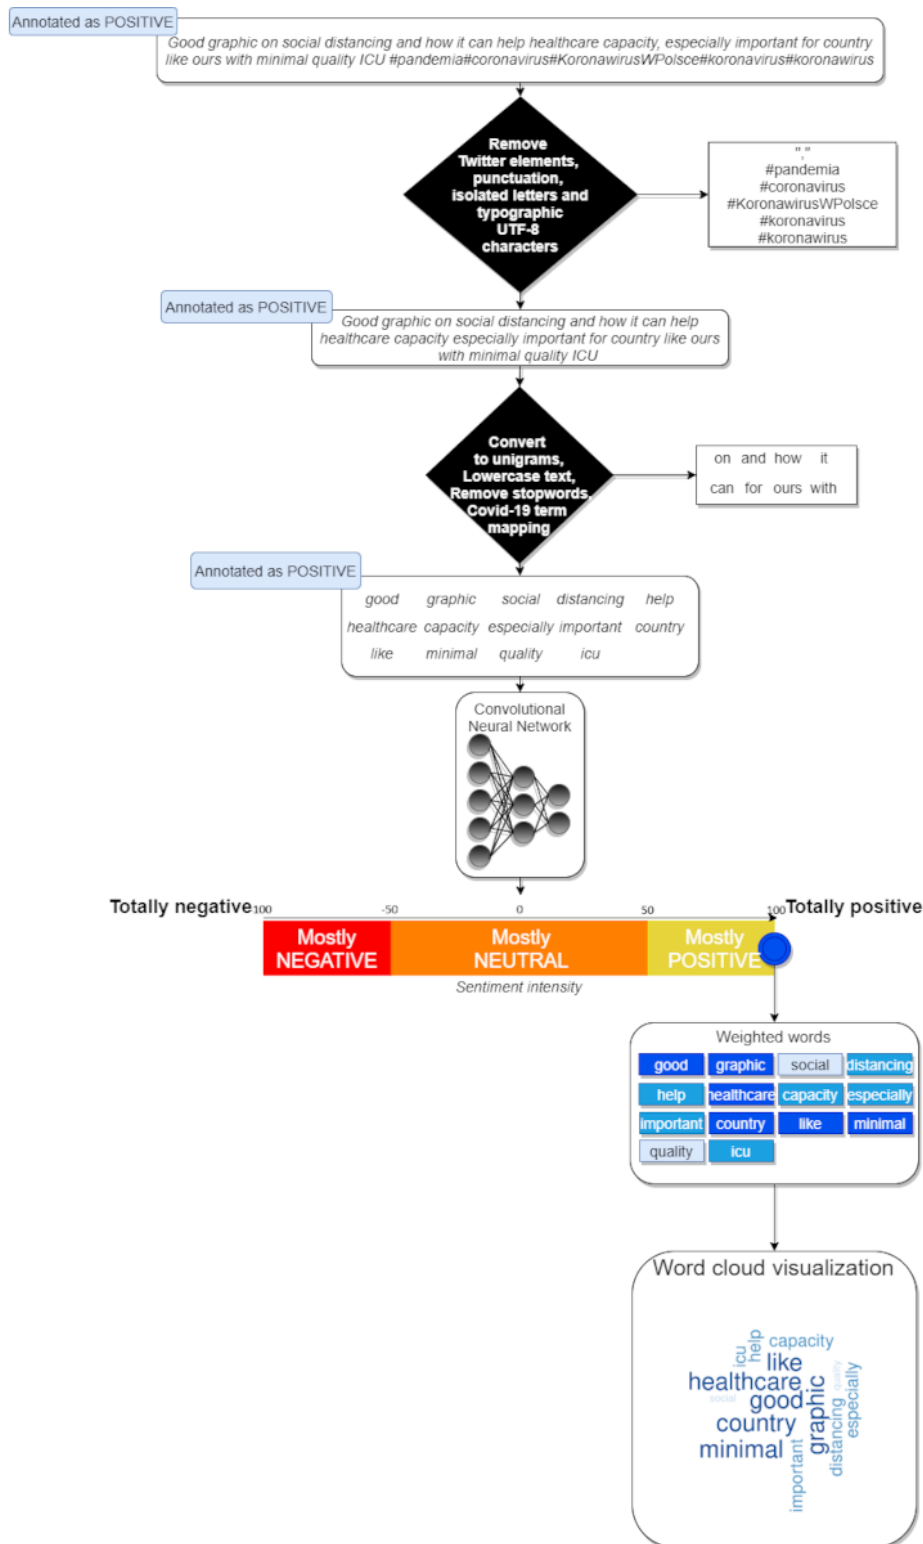 Annotated as POSITIVE
Good graphic on social distancing and how it can help healthcare capacity, especially important for country
like ours with minimal quality ICU #pandemia#coronavirus#KoronawirusWPolsce#koronavirus#koronawirus
Remove
Twitter elements,
punctuation,
isolated letters and
typographic
UTF-8
characters
","
#pandemia
#coronavirus
#KoronawirusWPolsce
#koronavirus
#koronawirus
Annotated as POSITIVE
Good graphic on social distancing and how it can help
healthcare capacity especially important for country like ours
with minimal quality ICU
Convert
to unigrams,
Lowercase text,
Remove stopwords,
Covid-19 term
mapping
on and how it
can for ours with
Annotated as POSITIVE
good graphic social distancing help
healthcare capacity especially important country
like minimal quality icu
Convolutional
Neural Network
Totally negative 100 -50 0 50 100 Totally positive
Mostly NEGATIVE
Mostly NEUTRAL
Mostly POSITIVE
Sentiment intensity
Weighted words
good graphic social distancing
help healthcare capacity especially
important country like minimal
quality icu
Word cloud visualization
capacity
help
icu
like
healthcare
quality
social
good
graphic
especially
distancing
country
minimal
important